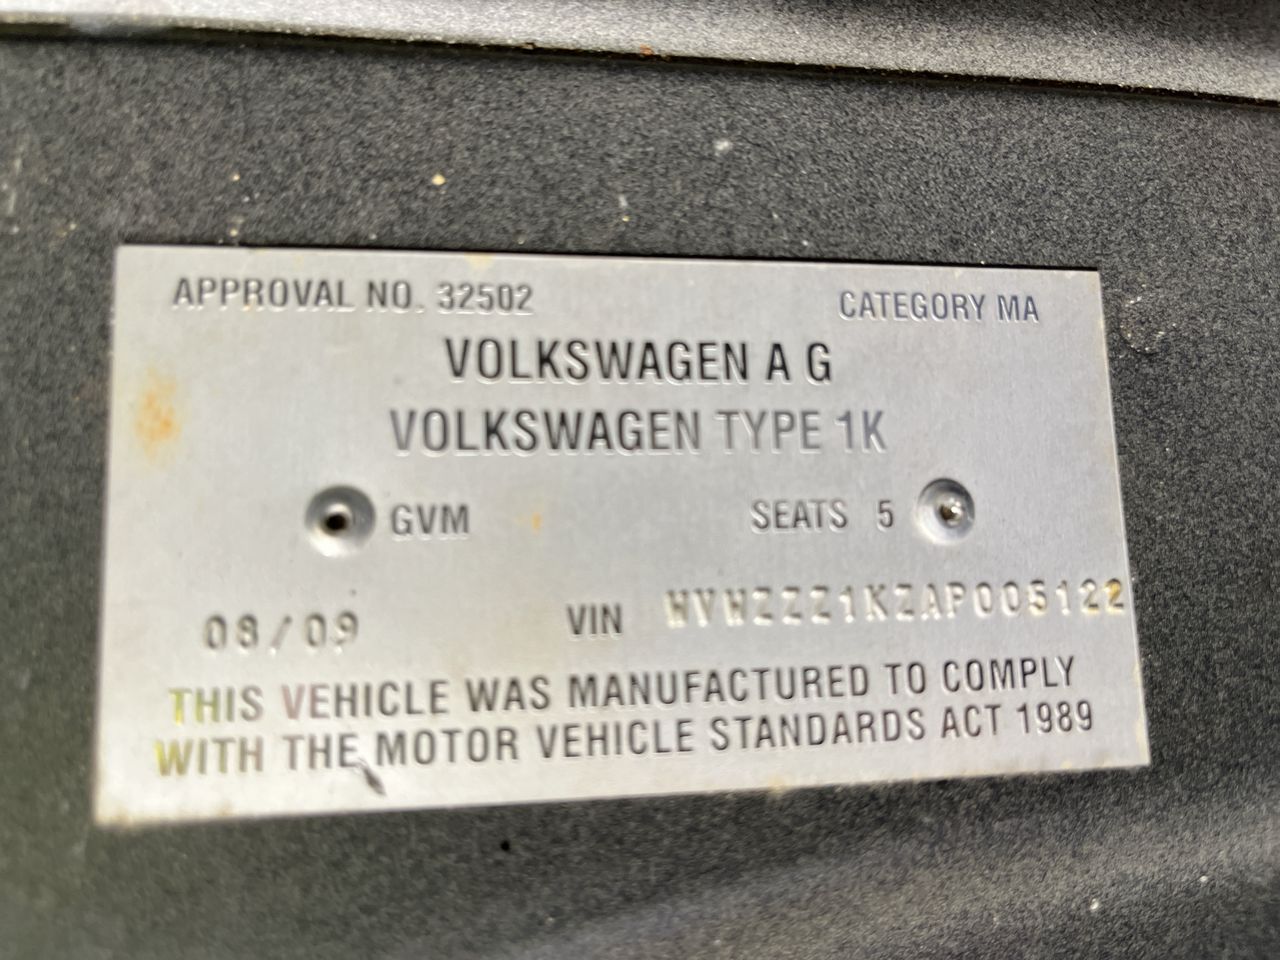 APPROVAL NO. 32502 CATEGORY MA
VOLKSWAGEN A G
VOLKSWAGEN TYPE 1K
GVM SEATS 5
08/09 VIN WVWZZZ1KZAP005122
THIS VEHICLE WAS MANUFACTURED TO COMPLY
WITH THE MOTOR VEHICLE STANDARDS ACT 1989